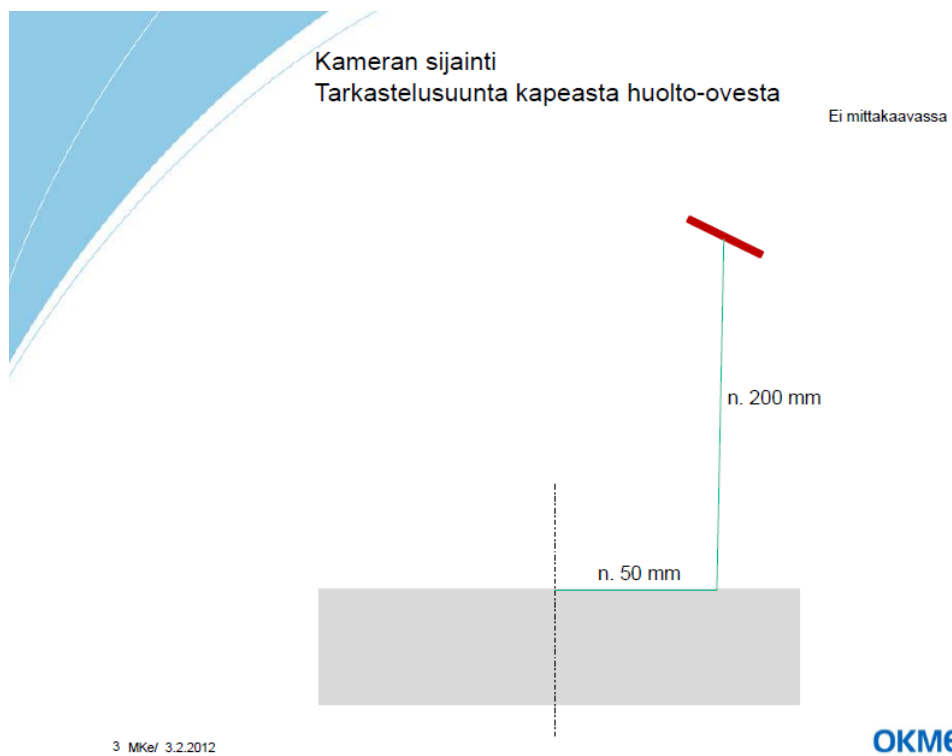 Kameran sijainti
Tarkastelusuunta kapeasta huolto-ovesta
Ei mittakaavassa
n. 200 mm
n. 50 mm
3 MKe/ 3.2.2012